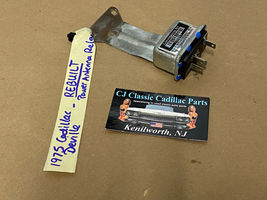 1975 Cadillac - REBUILT
Deville Power Antenna Relay
CJ Classic Cadillac Parts
Kenilworth, NJ